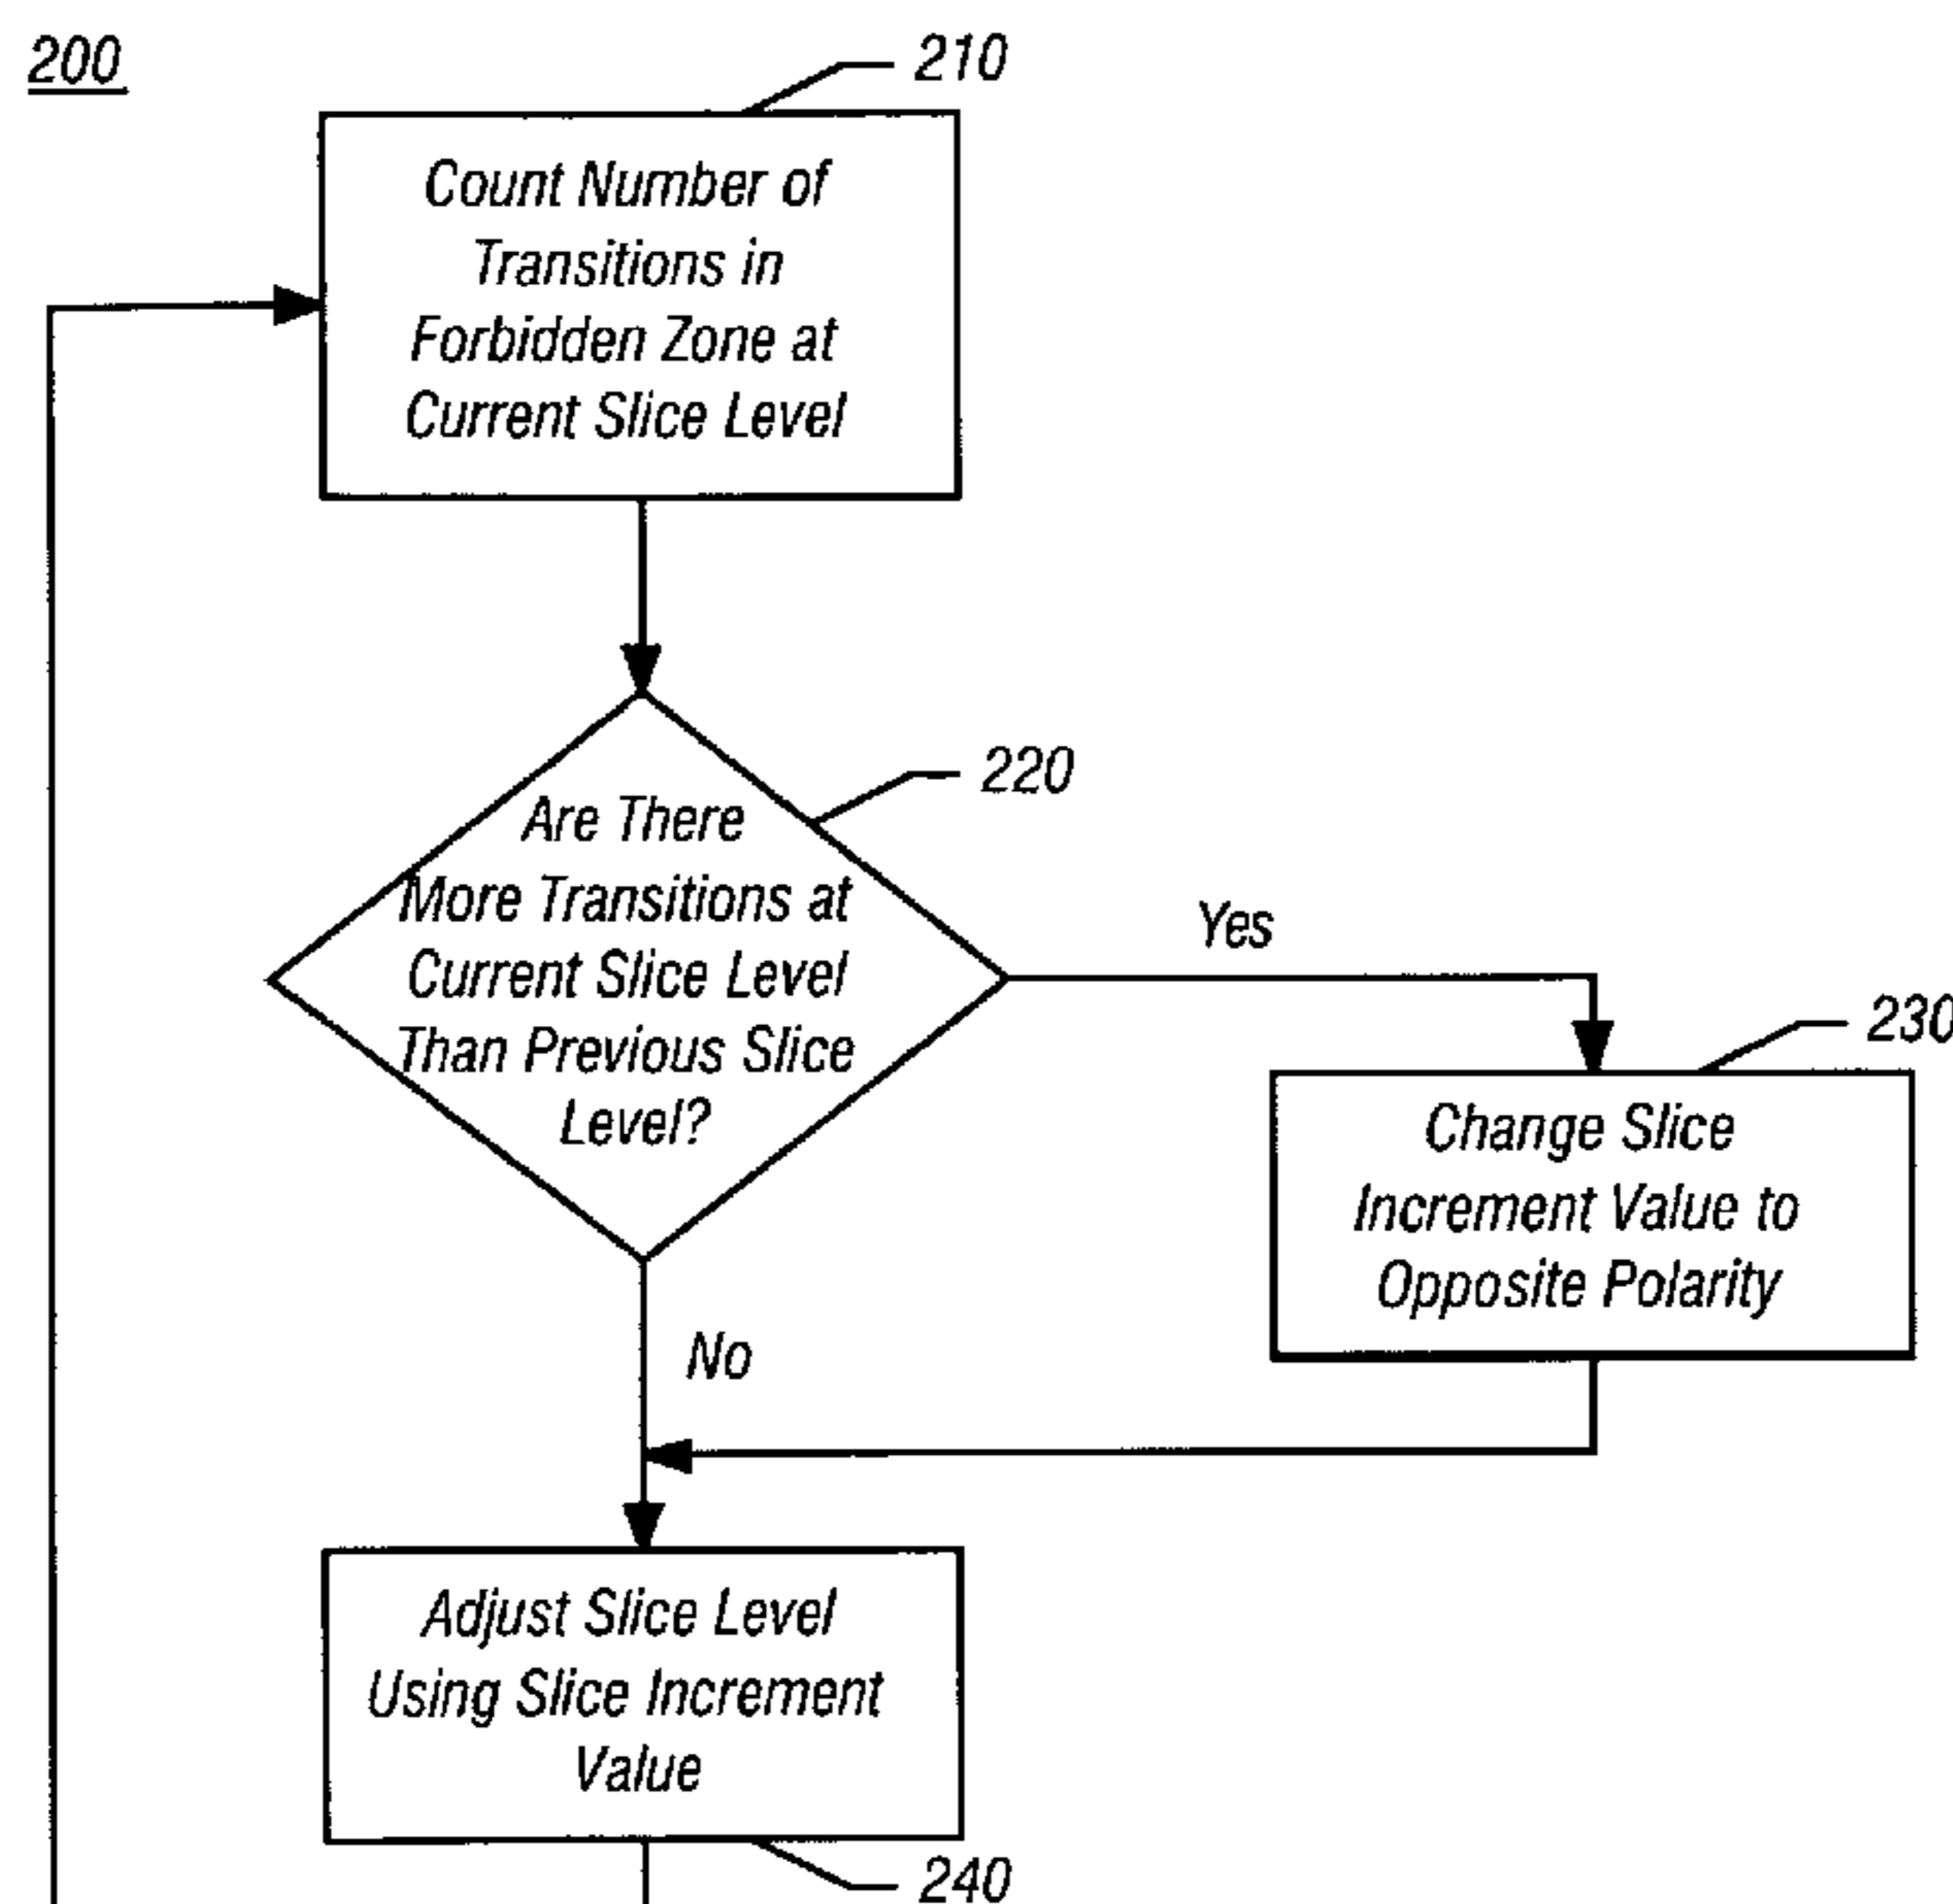 200
210
Count Number of
Transitions in
Forbidden Zone at
Current Slice Level
220
Are There
More Transitions at
Current Slice Level
Than Previous Slice
Level?
Yes
230
Change Slice
Increment Value to
Opposite Polarity
No
Adjust Slice Level
Using Slice Increment
Value
240